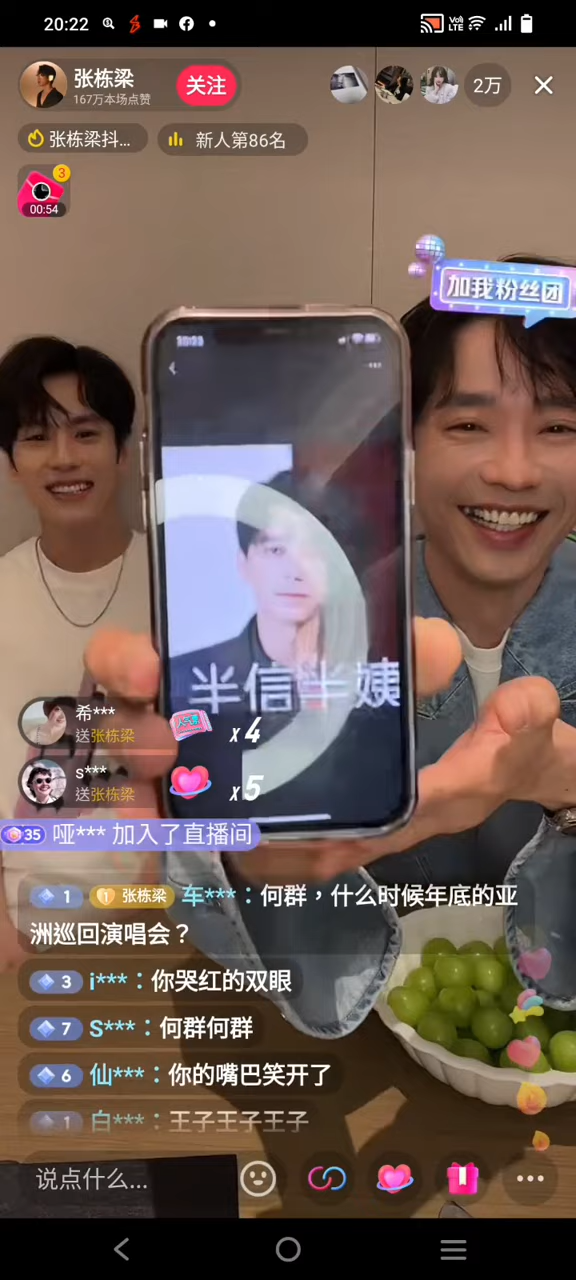 20:22
VoLTE
张栋梁
167万本场点赞
关注
2万
张栋梁抖...
新人第86名
3
00:54
加我粉丝团
半信半姨
希***
送张栋梁
x 4
s***
送张栋梁
x 5
35 哑*** 加入了直播间
1 1 张栋梁 车***：何群，什么时候年底的亚
洲巡回演唱会？
3 i***：你哭红的双眼
7 S***：何群何群
6 仙***：你的嘴巴笑开了
1 白***：王子王子王子
说点什么...